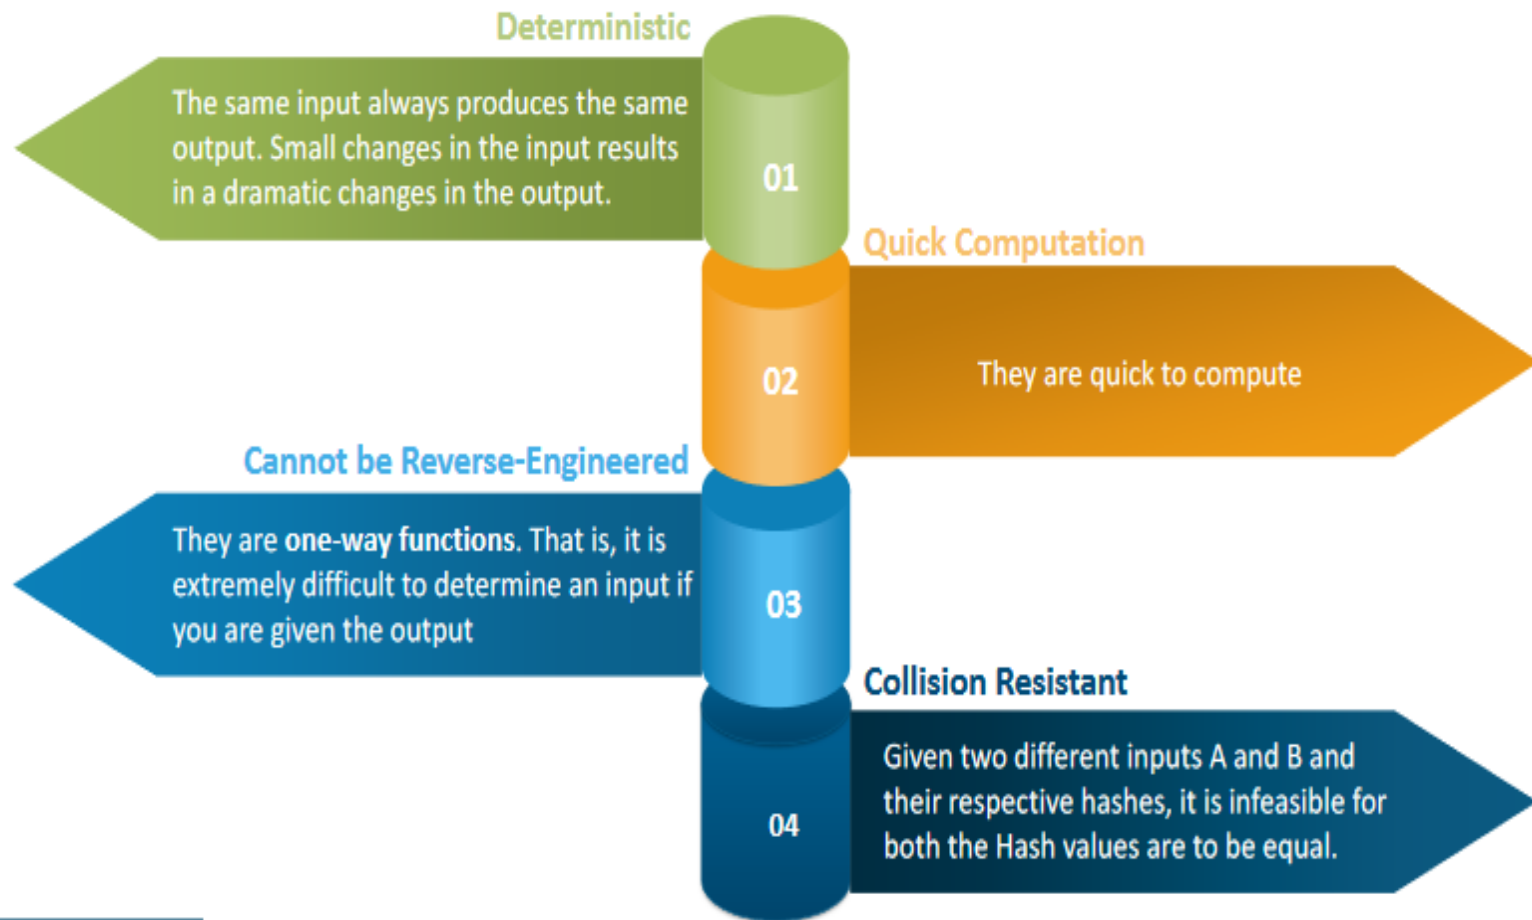 Deterministic
The same input always produces the same
output. Small changes in the input results
in a dramatic changes in the output.
01
Quick Computation
They are quick to compute
02
Cannot be Reverse-Engineered
They are one-way functions. That is, it is
extremely difficult to determine an input if
you are given the output
03
Collision Resistant
Given two different inputs A and B and
their respective hashes, it is infeasible for
both the Hash values are to be equal.
04